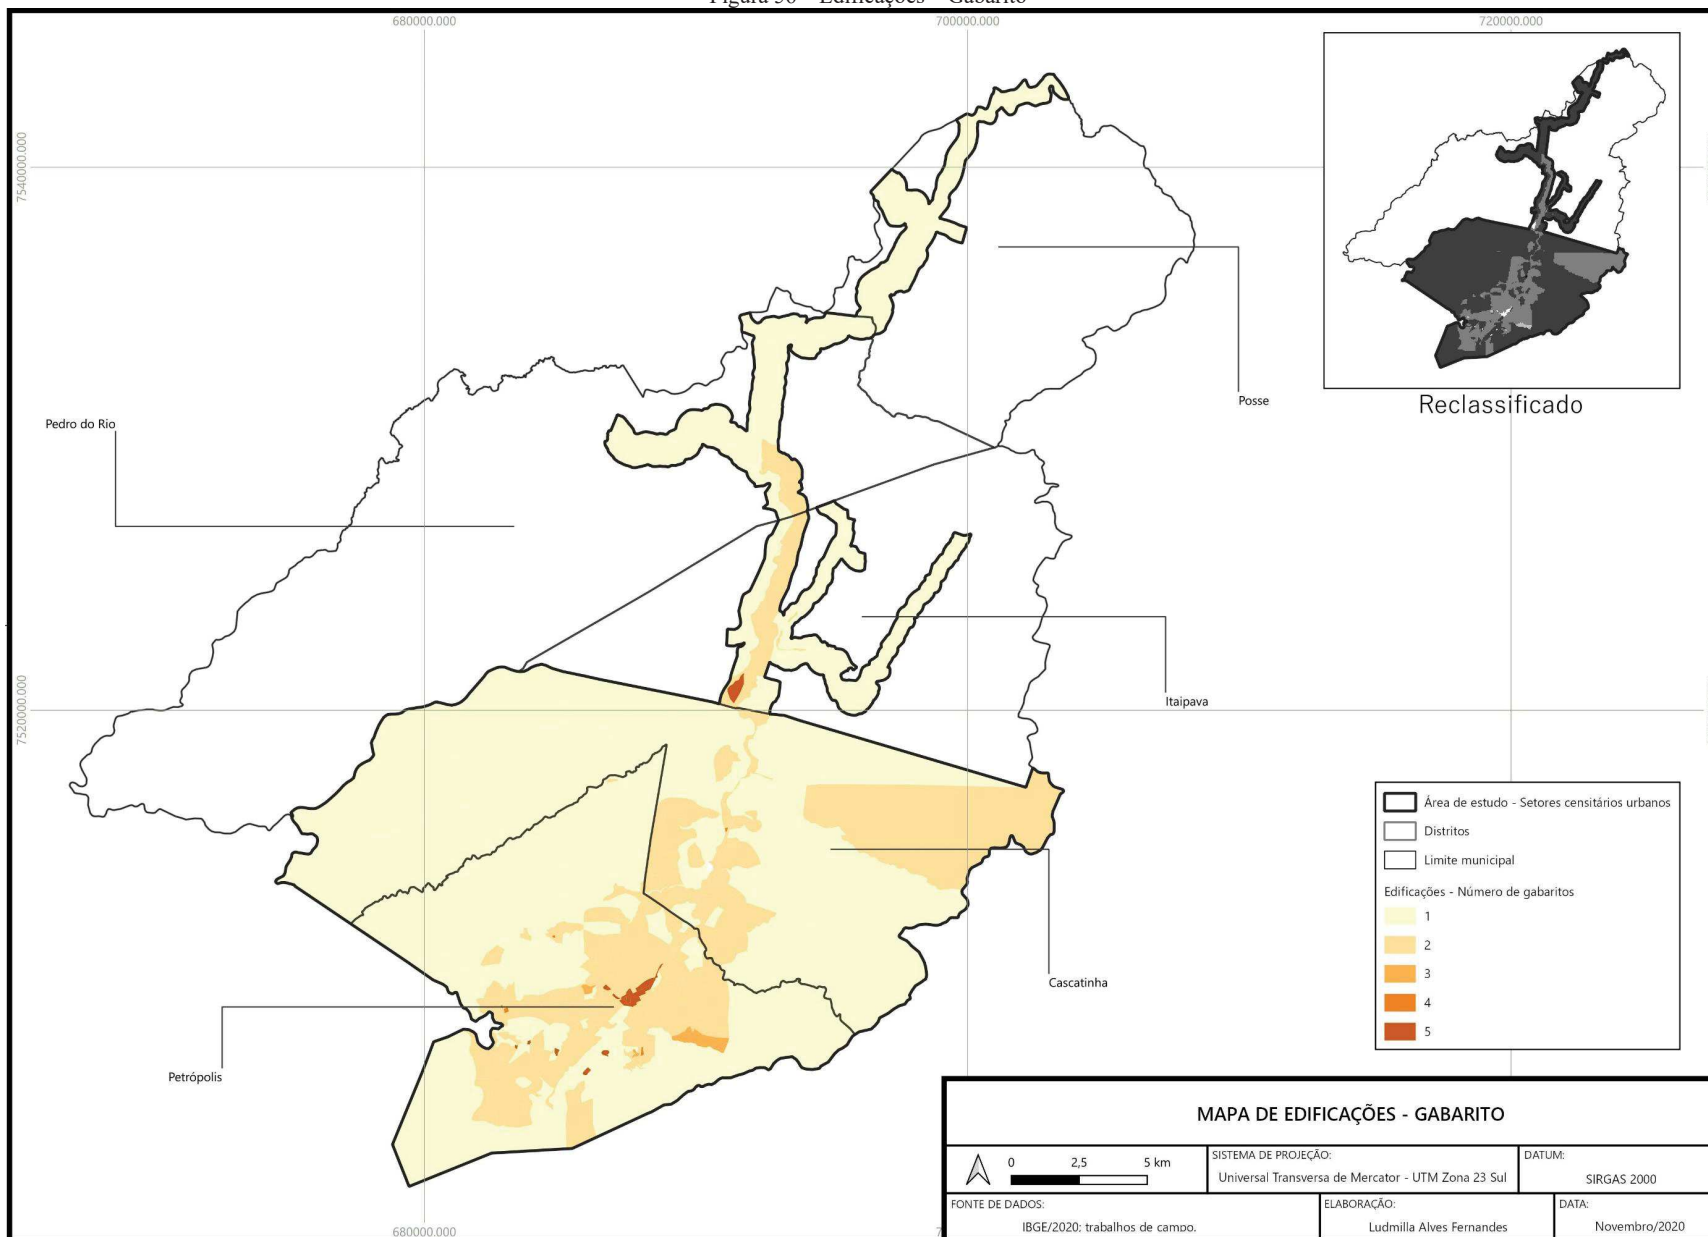 Figura 56 – Edificações – Gabarito
680000.000
700000.000
720000.000
7540000.000
7520000.000
Reclassificado
Posse
Pedro do Rio
Itaipava
Cascatinha
Petrópolis
Área de estudo - Setores censitários urbanos
Distritos
Limite municipal
Edificações - Número de gabaritos
1
2
3
4
5
MAPA DE EDIFICAÇÕES - GABARITO
0 2,5 5 km
SISTEMA DE PROJEÇÃO:
Universal Transversa de Mercator - UTM Zona 23 Sul
DATUM:
SIRGAS 2000
FONTE DE DADOS:
IBGE/2020; trabalhos de campo.
ELABORAÇÃO:
Ludmilla Alves Fernandes
DATA:
Novembro/2020
680000.000